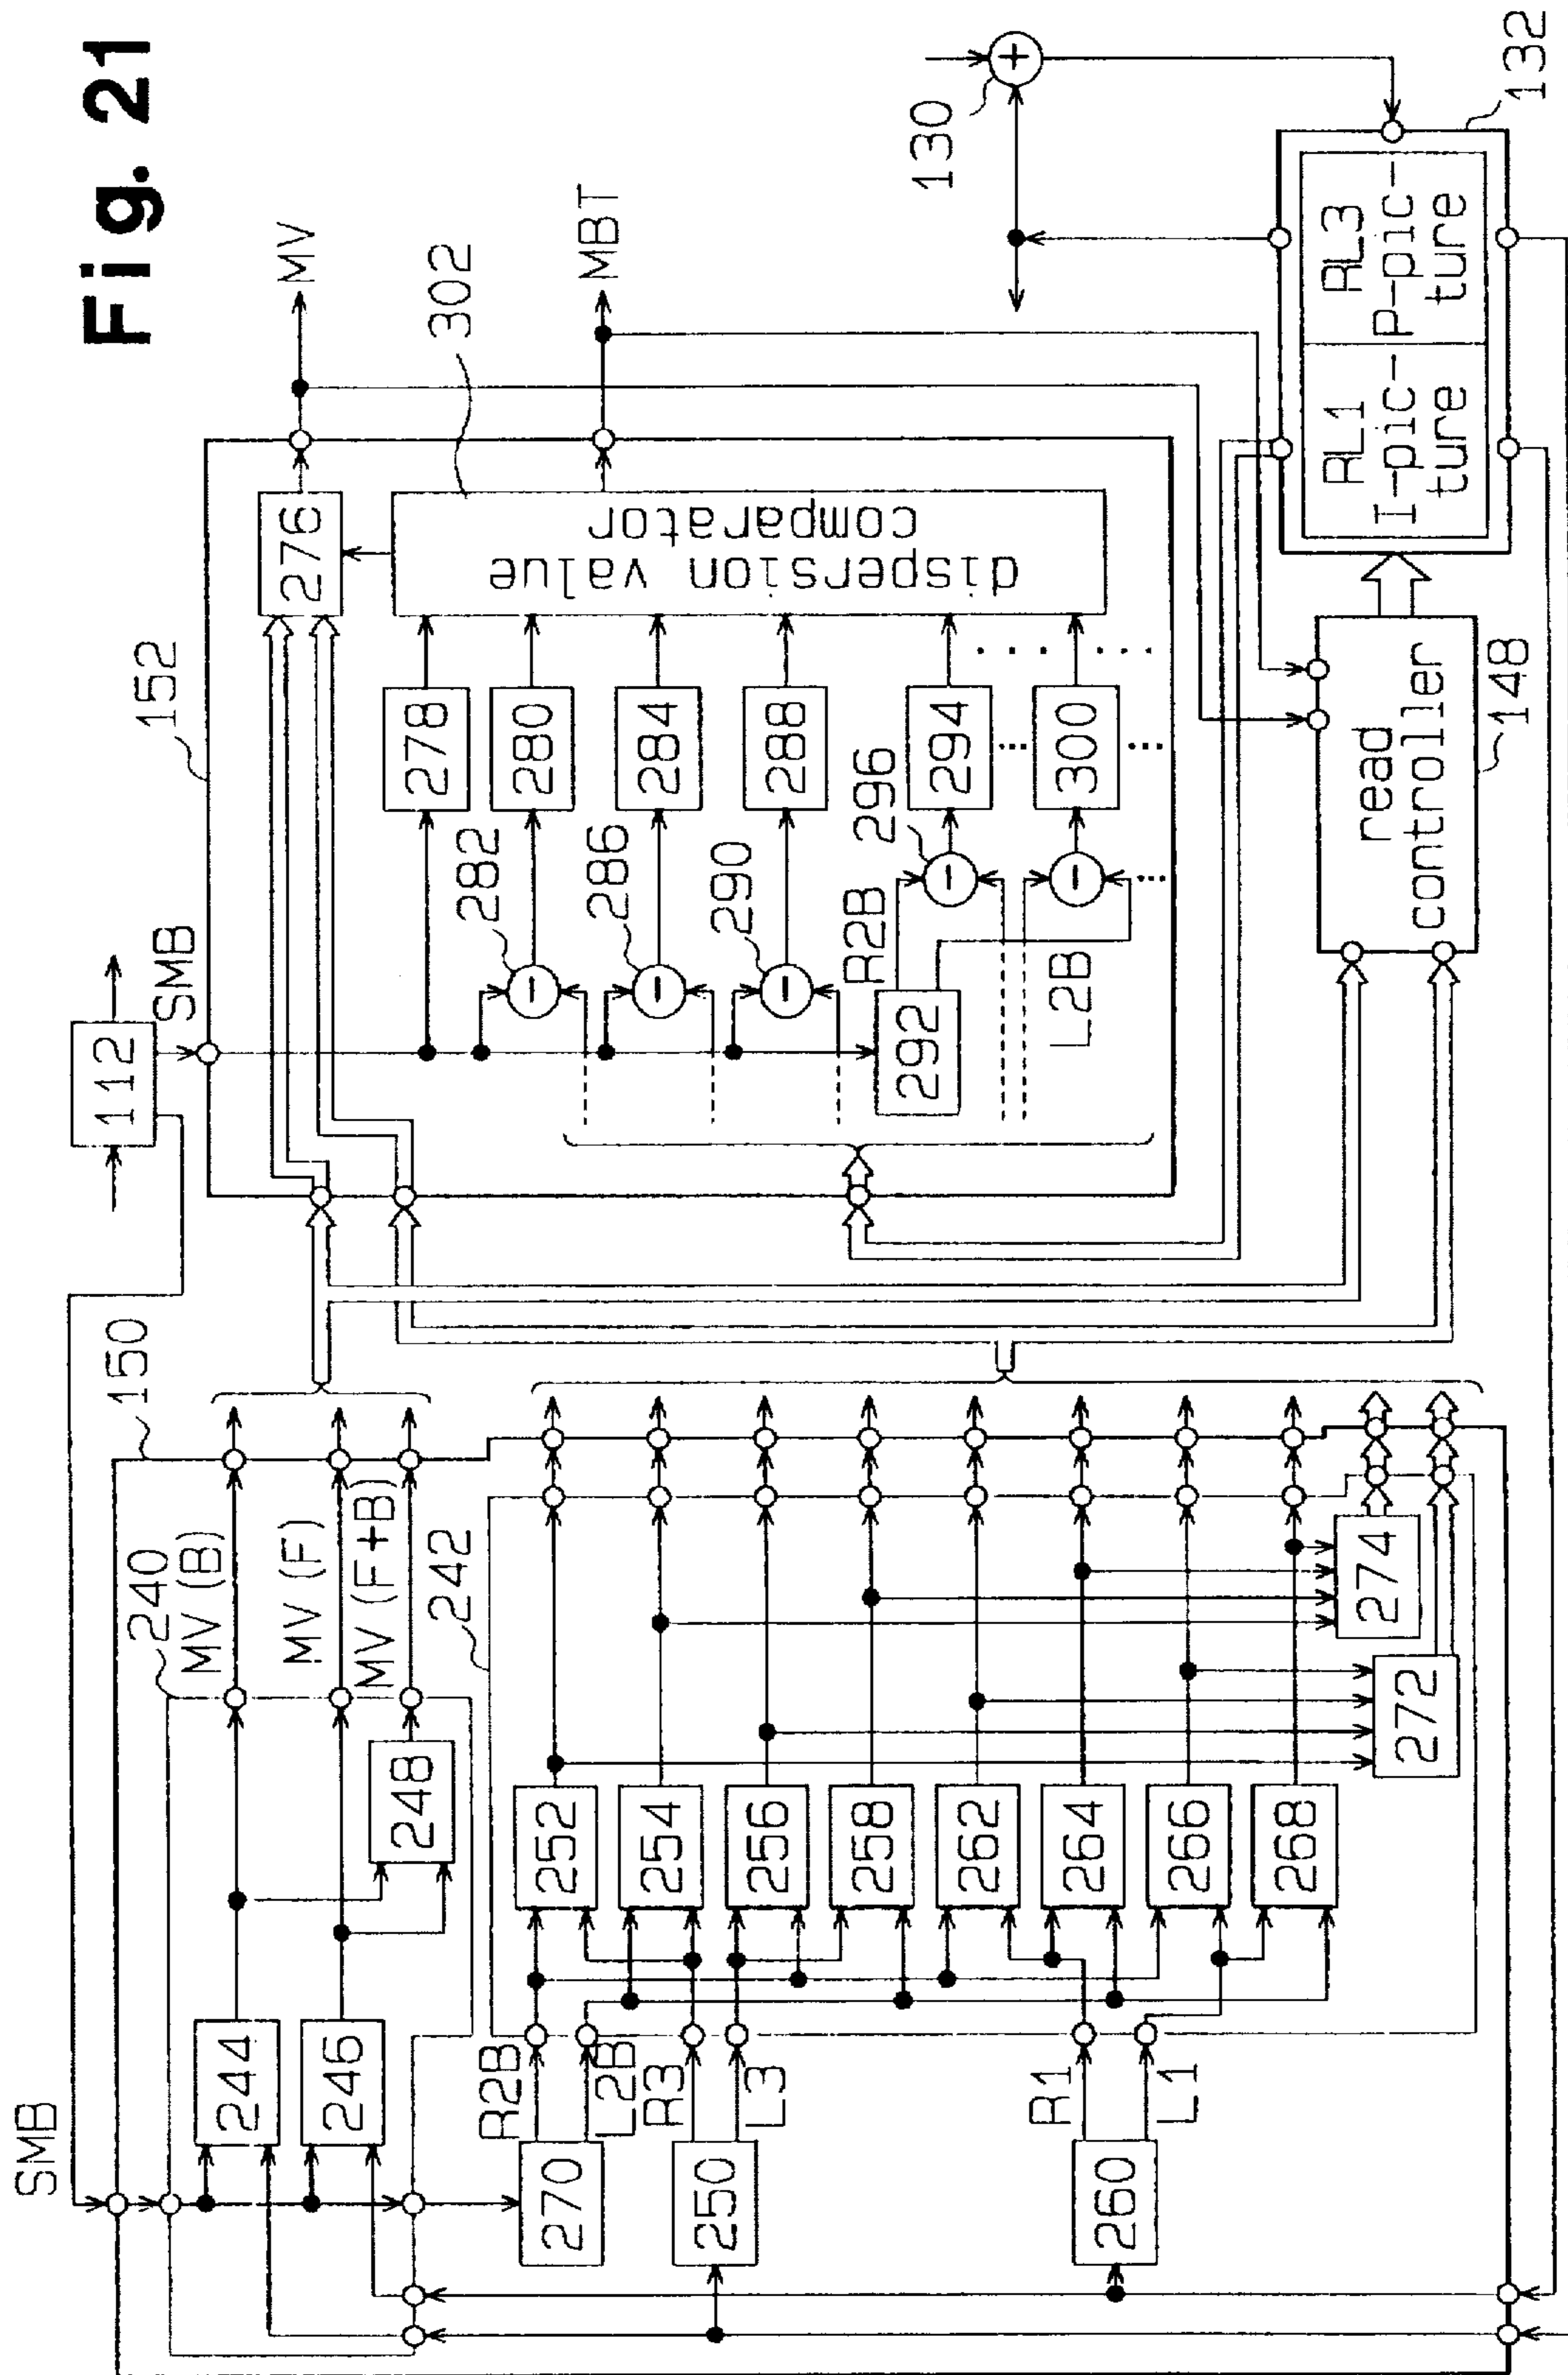 Fig. 21
SMB
150
240
MV (B)
MV (F)
MV (F+B)
242
244
246
248
R2B
L2B
R3
L3
R1
L1
270
250
260
252
254
256
258
262
264
266
268
272
274
112
SMB
152
276
MV
302
MBT
dispersion value
comparator
278
280
282
284
286
288
290
292
R2B
L2B
294
296
300
130
132
RL1
I-pic-
ture
RL3
P-pic-
ture
read
controller
148